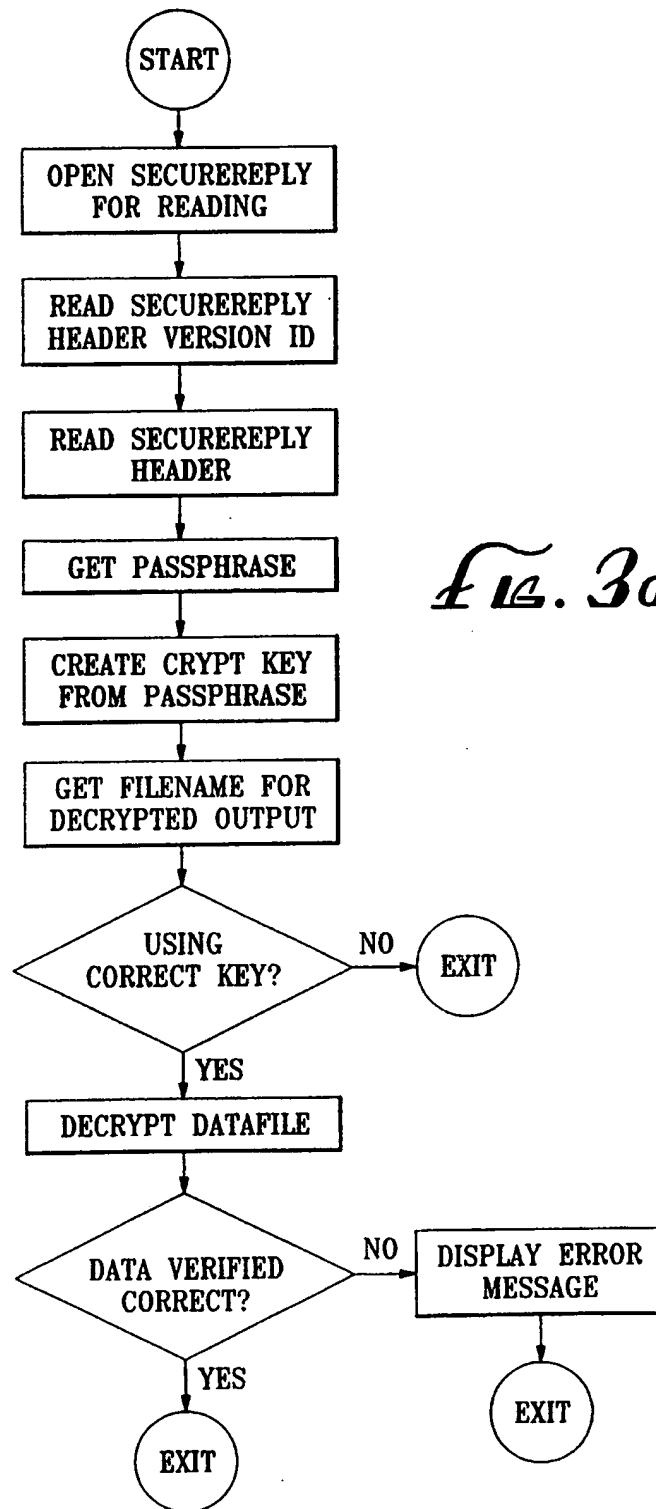 START
OPEN SECUREREPLY
FOR READING
READ SECUREREPLY
HEADER VERSION ID
READ SECUREREPLY
HEADER
GET PASSPHRASE
FIG. 3
CREATE CRYPT KEY
FROM PASSPHRASE
GET FILENAME FOR
DECRYPTED OUTPUT
USING
CORRECT KEY?
NO
EXIT
YES
DECRYPT DATAFILE
DATA VERIFIED
CORRECT?
NO
DISPLAY ERROR
MESSAGE
YES
EXIT
EXIT